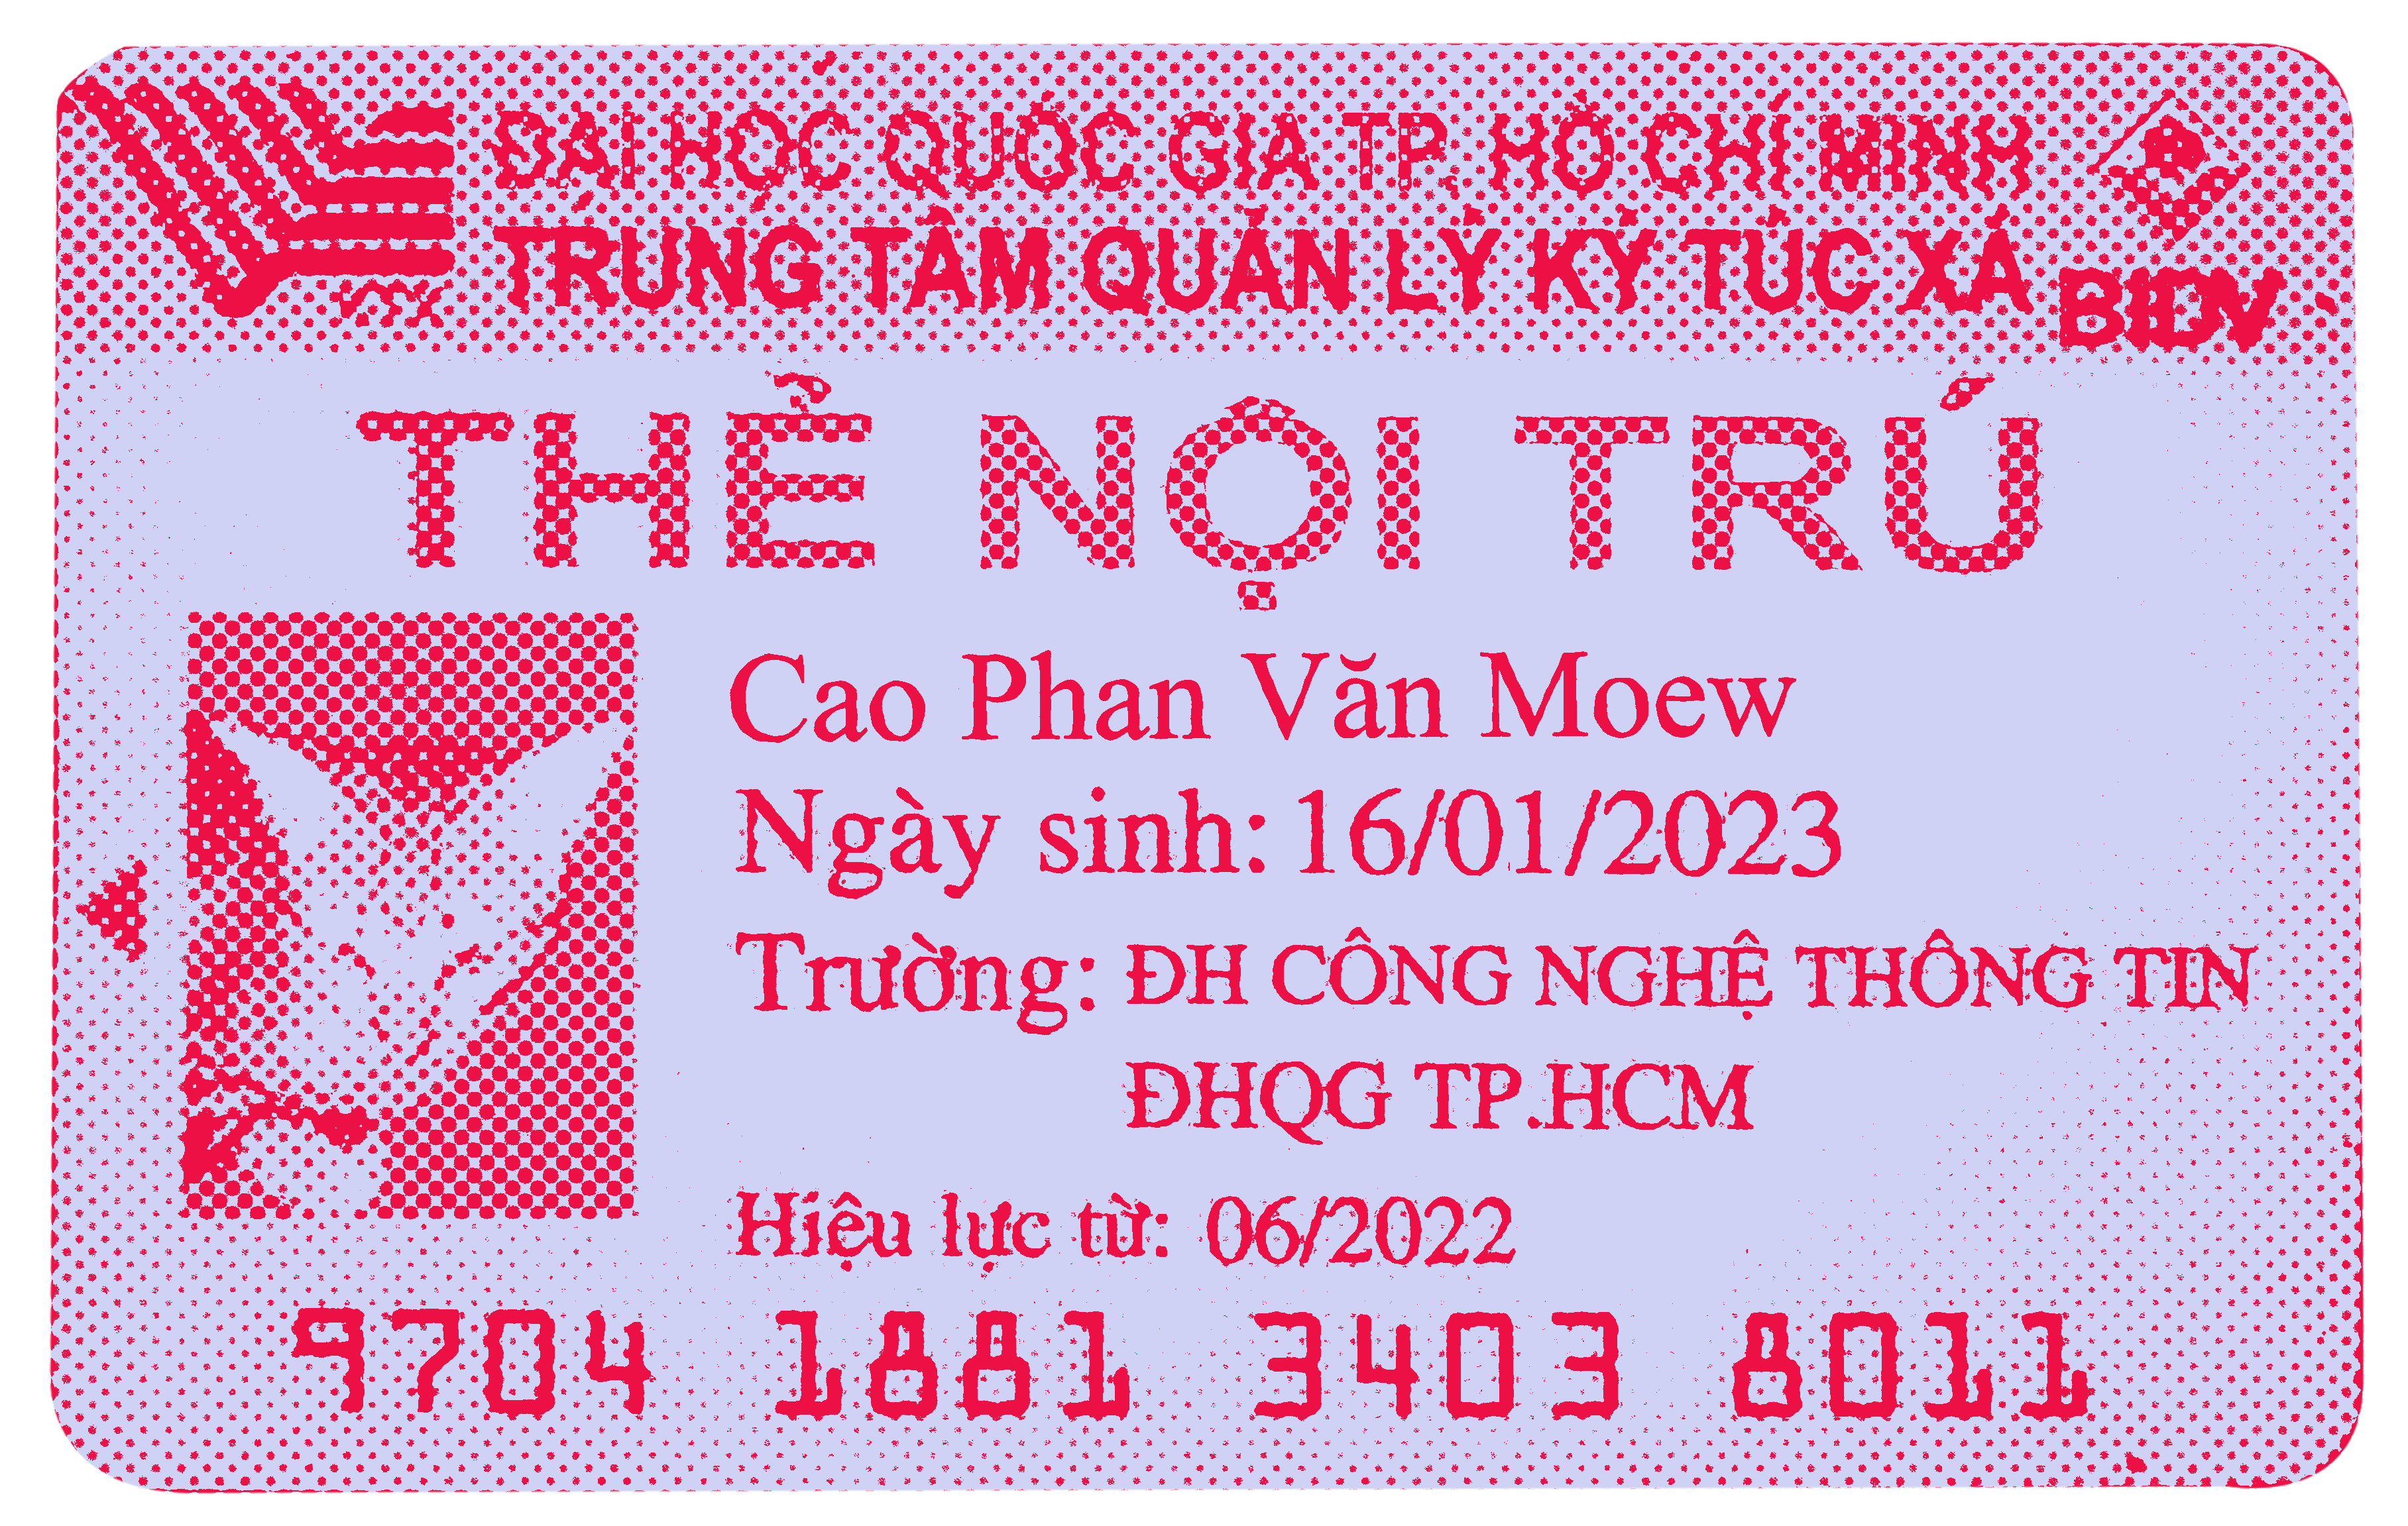 ĐẠI HỌC QUỐC GIA TP. HỒ CHÍ MINH
TRUNG TÂM QUẢN LÝ KÝ TÚC XÁ
KTX
BIDV
THẺ NỘI TRÚ
Cao Phan Văn Moew
Ngày sinh: 16/01/2023
Trường: ĐH CÔNG NGHỆ THÔNG TIN
ĐHQG TP.HCM
Hiệu lực từ: 06/2022
9704 1881 3403 8011